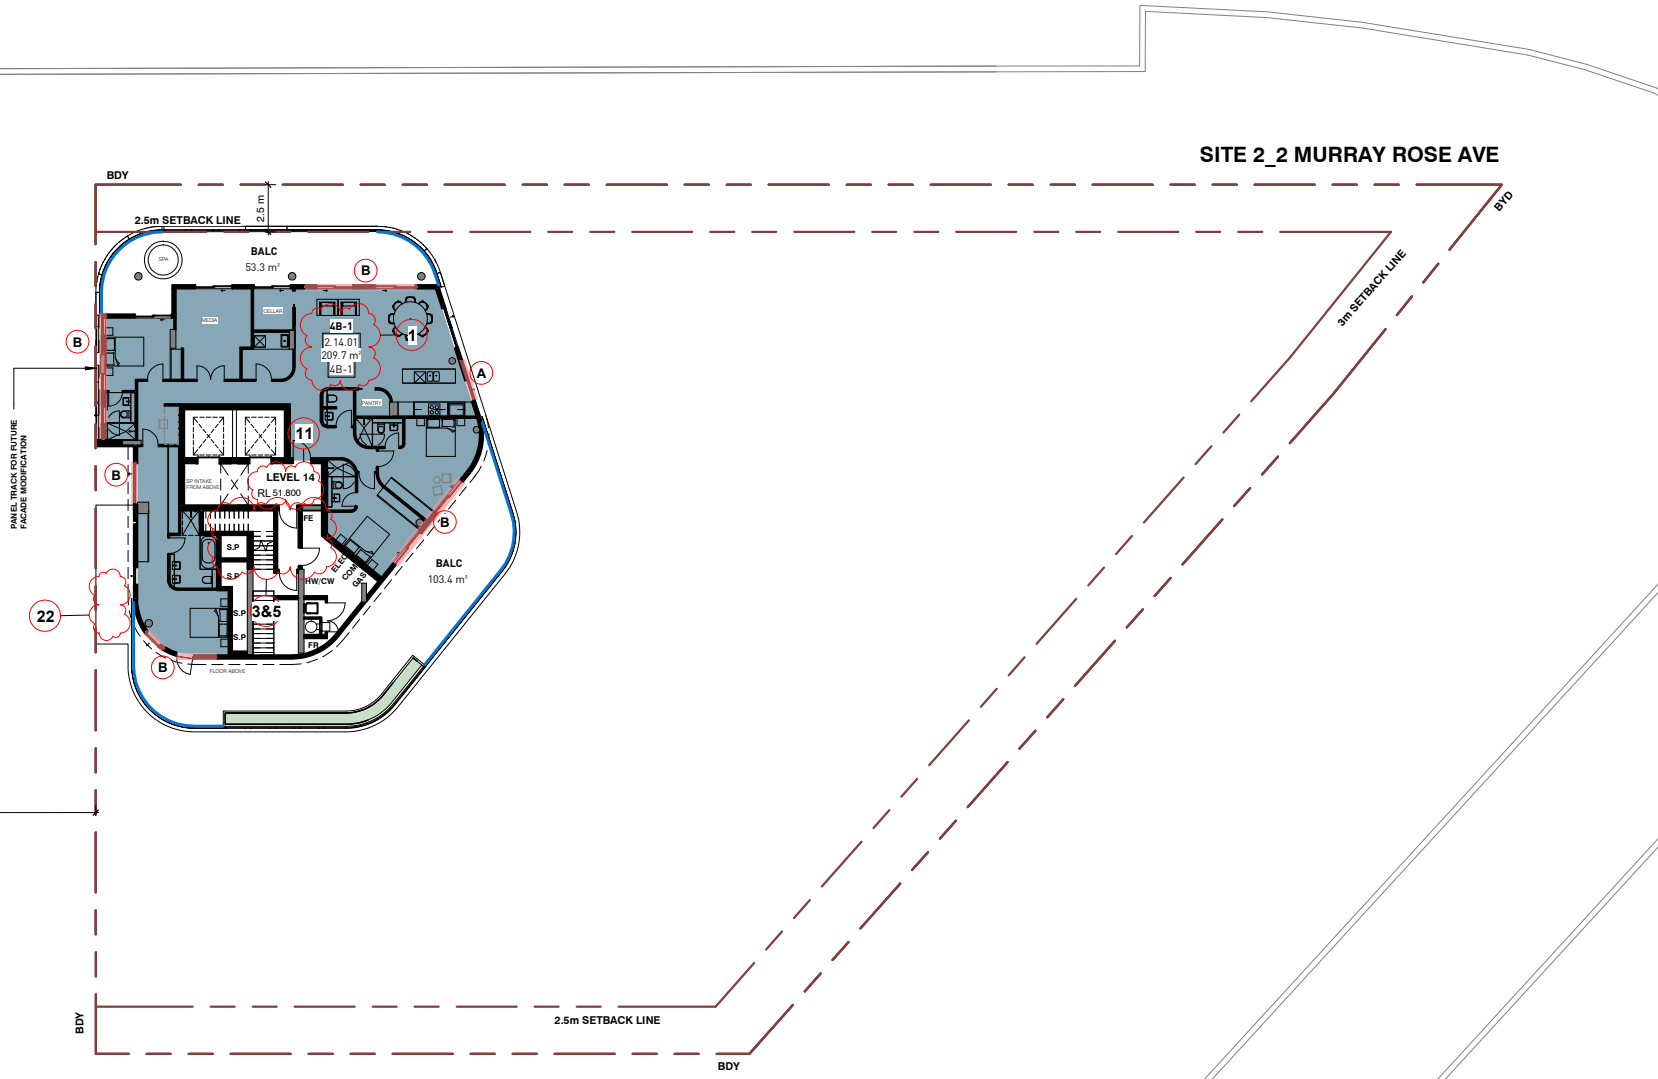 SITE 2_2 MURRAY ROSE AVE
BDY
BYD
2.5 m
2.5m SETBACK LINE
3m SETBACK LINE
BALC
53.3 m²
SPA
B
MEDIA
CELLAR
4B-1
2.14.01
209.7 m²
4B-1
1
B
A
PANTRY
PANEL TRACK FOR FUTURE
FACADE MODIFICATION
11
B
LEVEL 14
RL 51.800
SP INTAKE
FROM ABOVE
FE
B
S.P
S.P
ELEC
COM
GAS
HW/CW
BALC
103.4 m²
22
S.P
3&5
S.P
FR
B
FLOOR ABOVE
2.5m SETBACK LINE
BDY
BDY